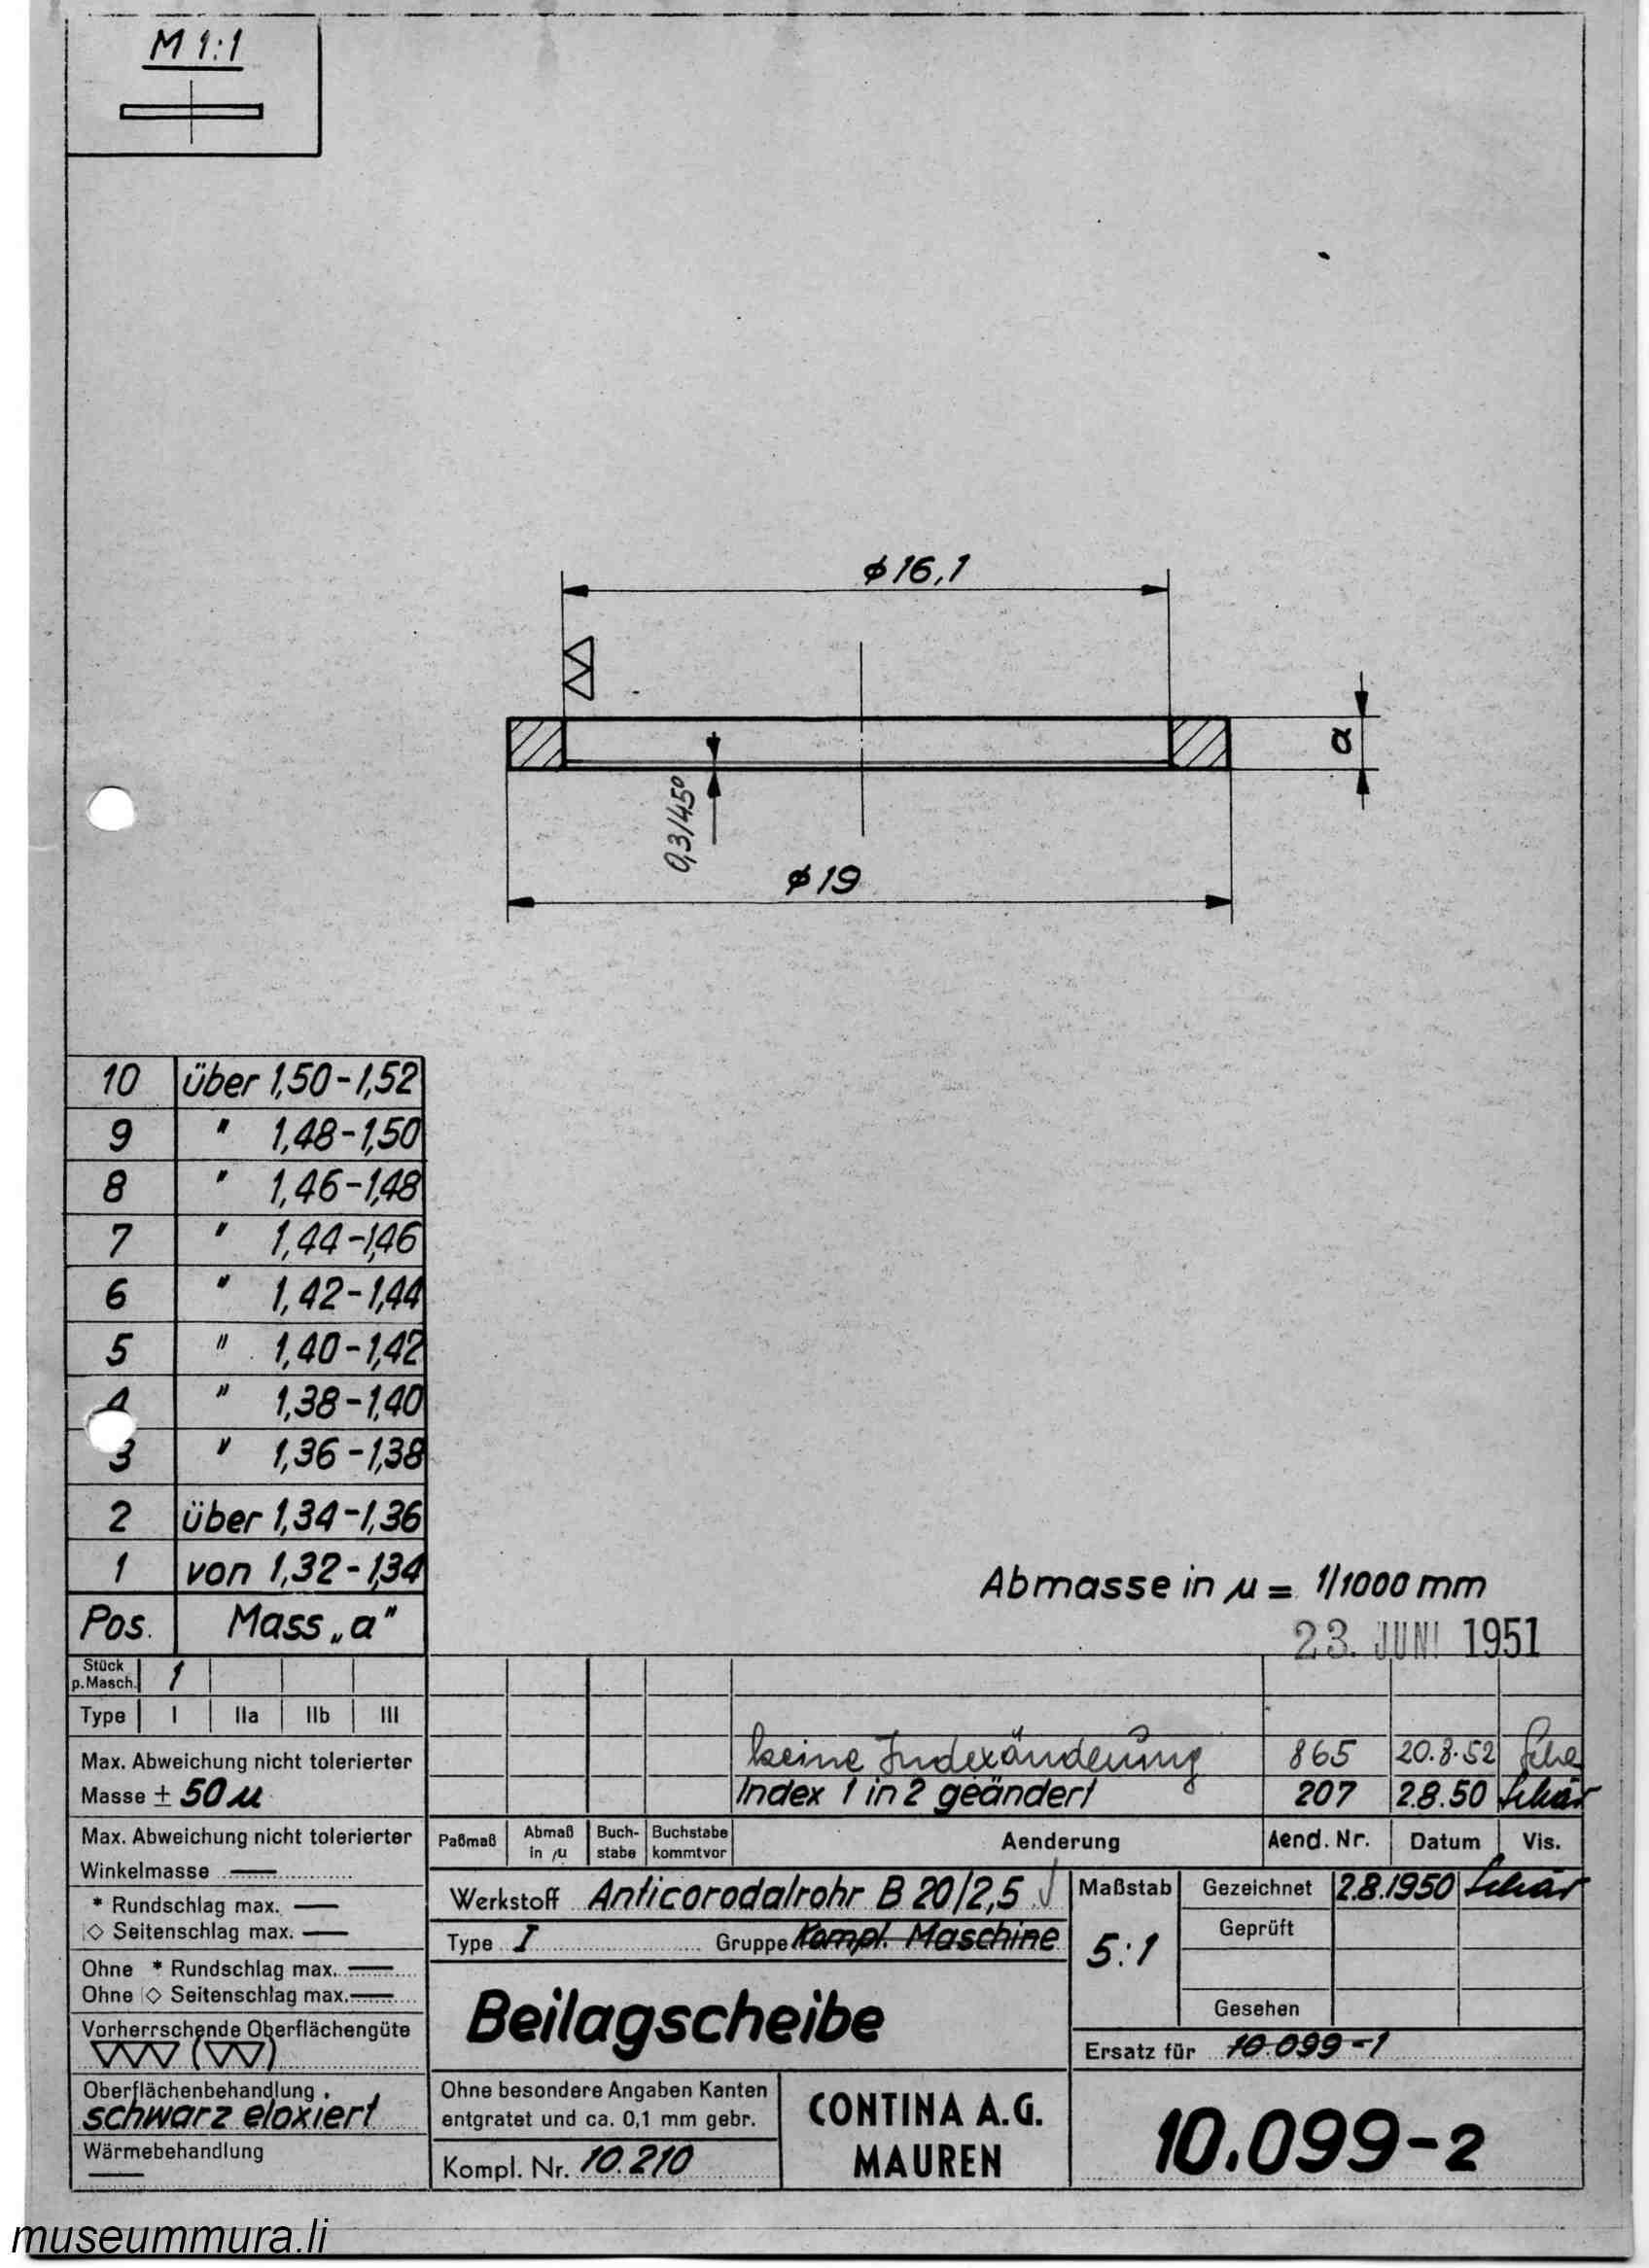 M 1:1
⌀ 16,1
a
0,3/45°
⌀ 19
10 über 1,50-1,52
9 " 1,48-1,50
8 " 1,46-1,48
7 " 1,44-1,46
6 " 1,42-1,44
5 " 1,40-1,42
4 " 1,38-1,40
3 " 1,36-1,38
2 über 1,34-1,36
1 von 1,32-1,34
Pos. Mass „a"
Abmasse in µ = 1/1000 mm
23. JUNI 1951
Stück
p.Masch. 1
Type I IIa IIb III
Max. Abweichung nicht tolerierter
Masse ± 50 µ
Max. Abweichung nicht tolerierter
Winkelmasse
* Rundschlag max.
◇ Seitenschlag max.
Ohne * Rundschlag max.
Ohne ◇ Seitenschlag max.
Vorherrschende Oberflächengüte
▽▽▽ (▽▽)
Oberflächenbehandlung
schwarz eloxiert
Wärmebehandlung
keine Indexänderung 865 20.8.52
Index 1 in 2 geändert 207 2.8.50 Schär
Paßmaß Abmaß in µ Buch-stabe Buchstabe kommt vor Aenderung Aend. Nr. Datum Vis.
Werkstoff Anticorodalrohr B 20/2,5
Type I Gruppe Kompl. Maschine
Beilagscheibe
Maßstab
5:1
Gezeichnet 2.8.1950 Schär
Geprüft
Gesehen
Ersatz für 10.099-1
Ohne besondere Angaben Kanten
entgratet und ca. 0,1 mm gebr.
Kompl. Nr. 10.210
CONTINA A.G.
MAUREN
10.099-2
museummura.li